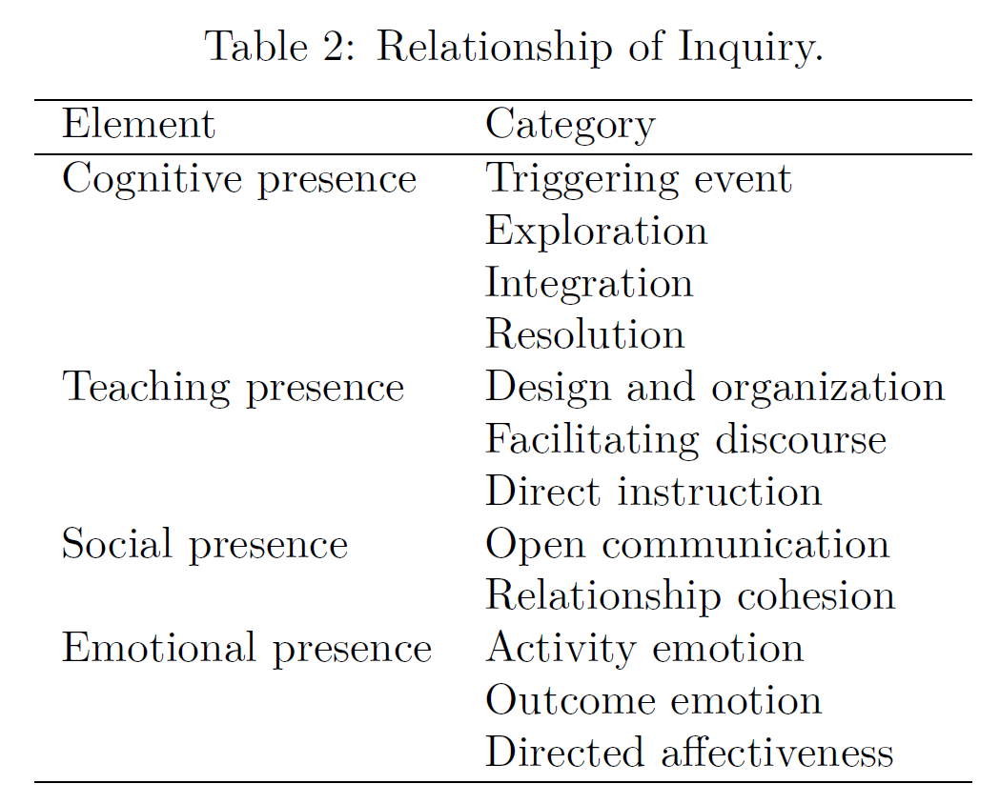 Table 2: Relationship of Inquiry.
Element Category
Cognitive presence Triggering event
Exploration
Integration
Resolution
Teaching presence Design and organization
Facilitating discourse
Direct instruction
Social presence Open communication
Relationship cohesion
Emotional presence Activity emotion
Outcome emotion
Directed affectiveness